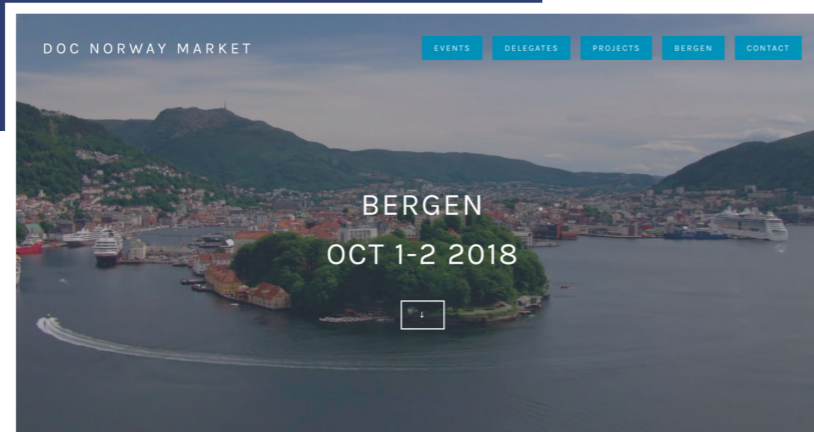 DOC NORWAY MARKET
EVENTS
DELEGATES
PROJECTS
BERGEN
CONTACT
BERGEN
OCT 1-2 2018
↓